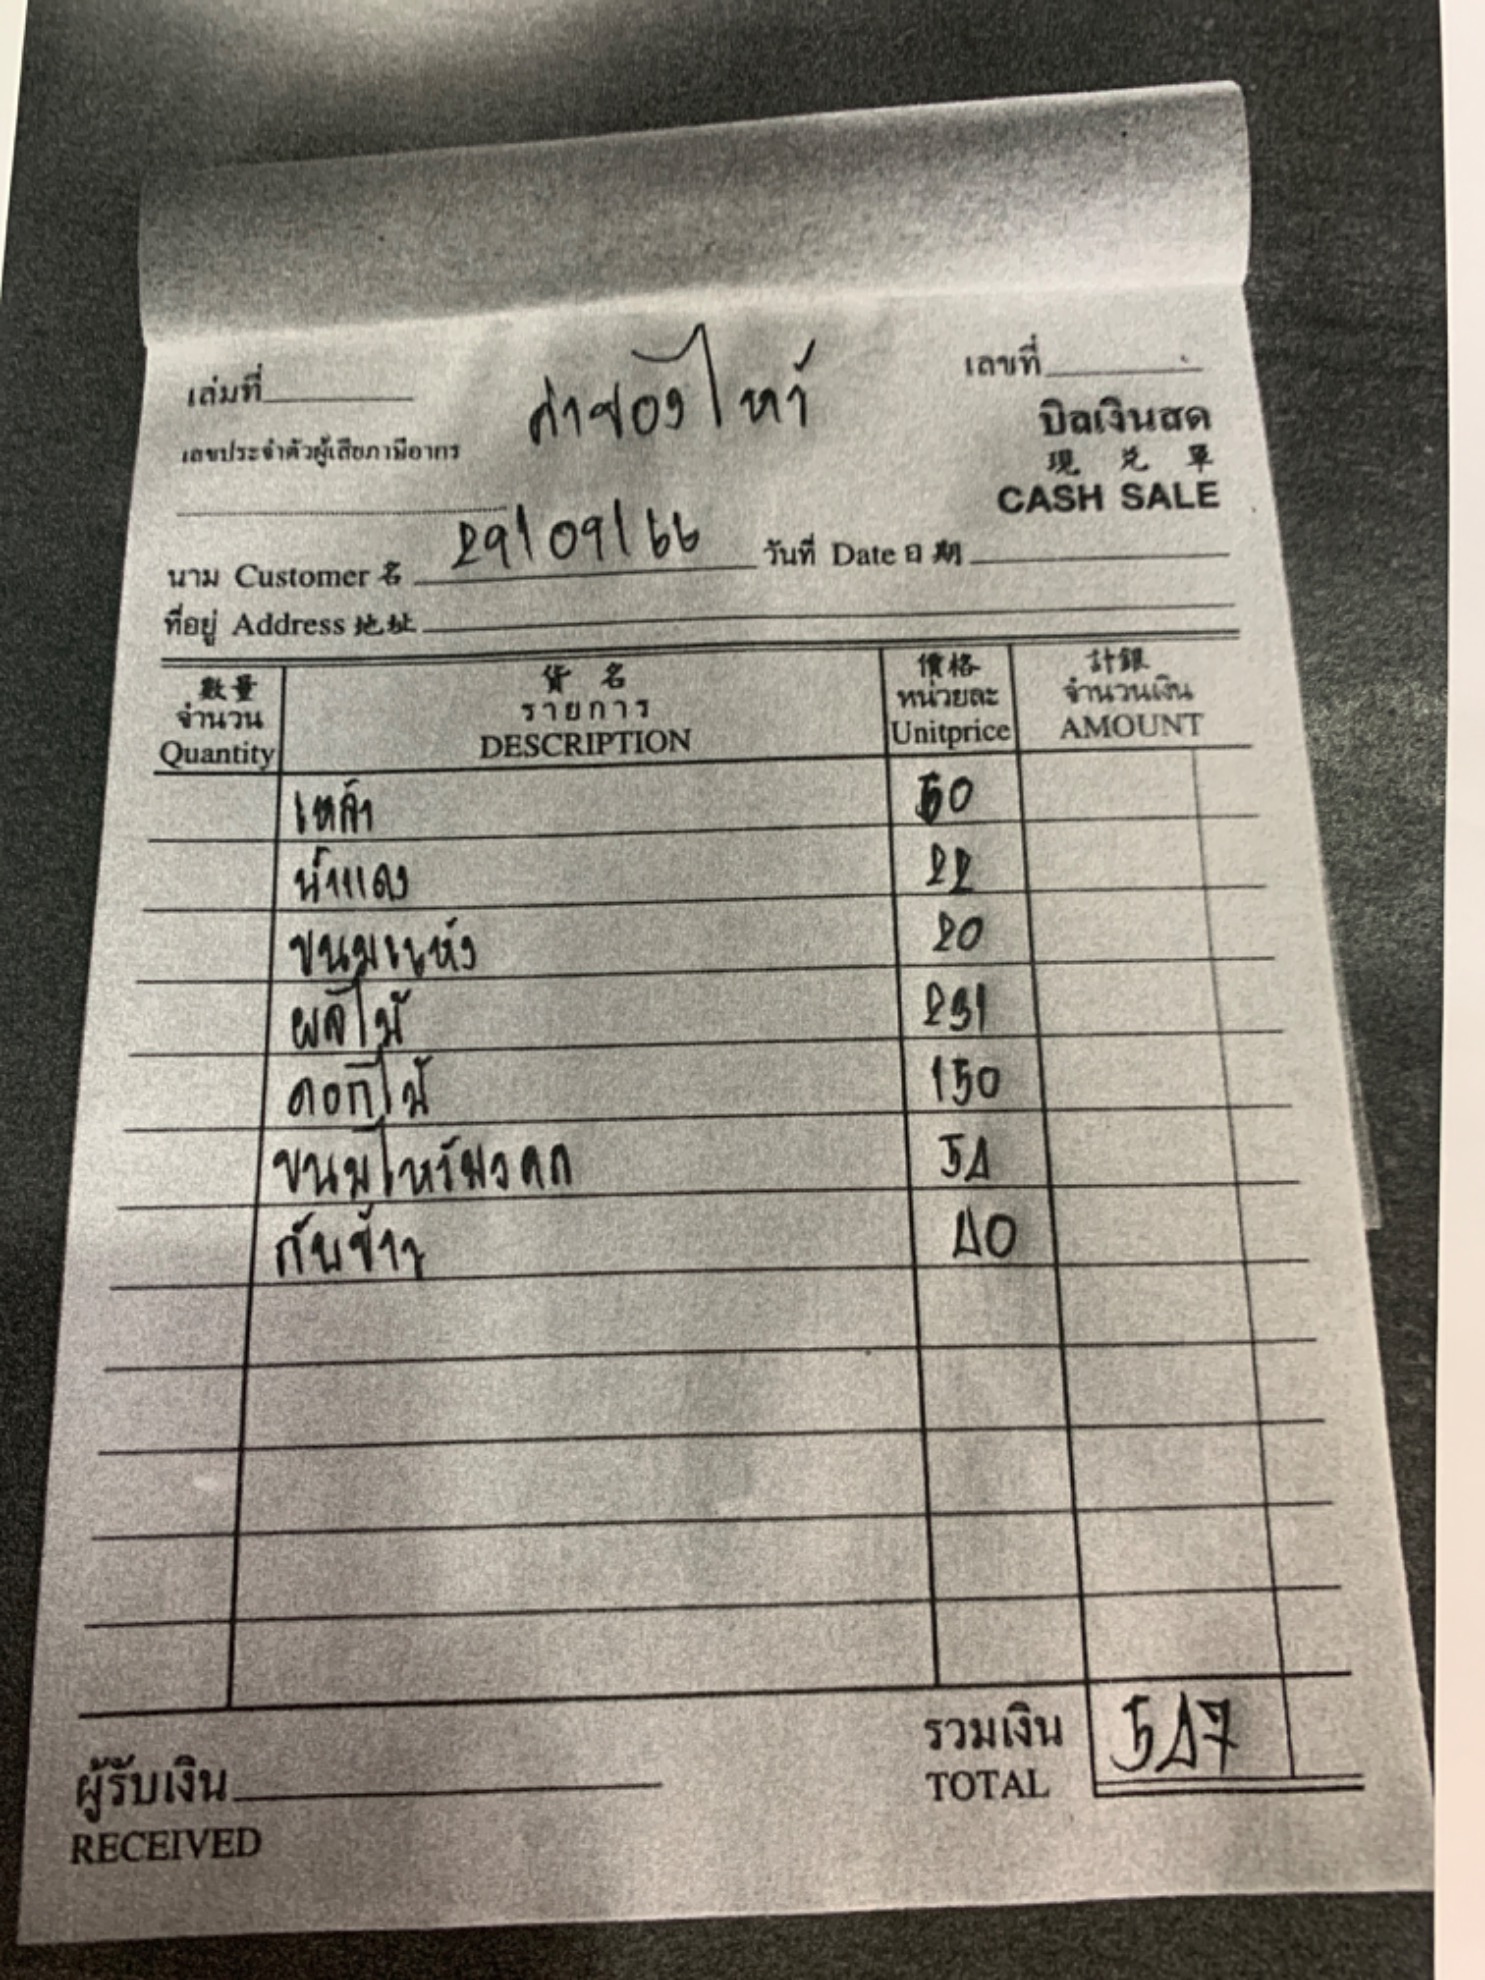 เล่มที่ ค่าของไหว้ เลขที่
เลขประจำตัวผู้เสียภาษีอากร บิลเงินสด
現 兌 單
CASH SALE
นาม Customer 名 29/09/66 วันที่ Date 日期
ที่อยู่ Address 地址
數量 貨名 價格 計銀
จำนวน รายการ หน่วยละ จำนวนเงิน
Quantity DESCRIPTION Unitprice AMOUNT
เหล้า 50
น้ำแดง 22
ขนมแห้ง 20
ผลไม้ 231
ดอกไม้ 150
ขนมไหว้มงคล 54
กับข้าว 40
รวมเงิน 547
ผู้รับเงิน TOTAL
RECEIVED